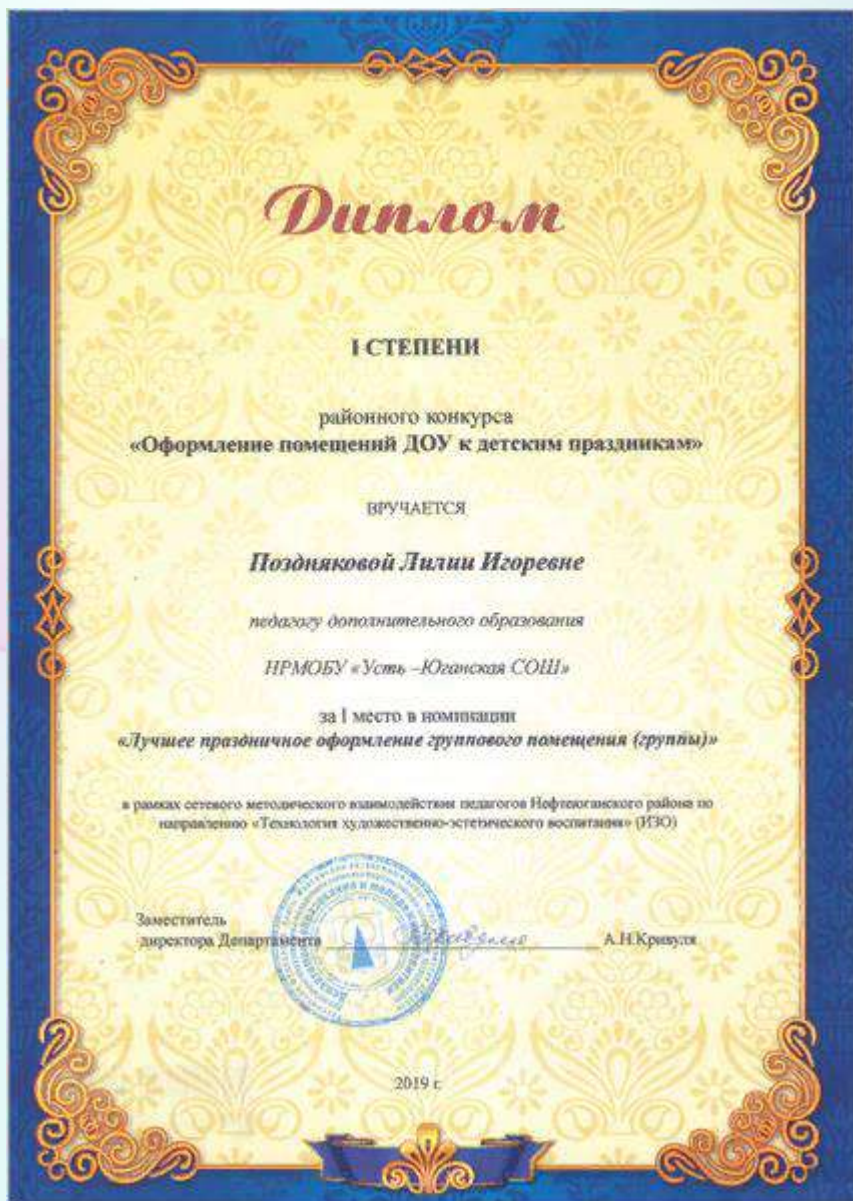 Диплом
I СТЕПЕНИ
районного конкурса
«Оформление помещений ДОУ к детским праздникам»
ВРУЧАЕТСЯ
Поздняковой Лилии Игоревне
педагогу дополнительного образования
НРМОБУ «Усть –Юганская СОШ»
за I место в номинации
«Лучшее праздничное оформление группового помещения (группы)»
в рамках сетевого методического взаимодействия педагогов Нефтеюганского района по
направлению «Технология художественно-эстетического воспитания» (ИЗО)
Заместитель
директора Департамента А.Н.Кривуля
2019 г.